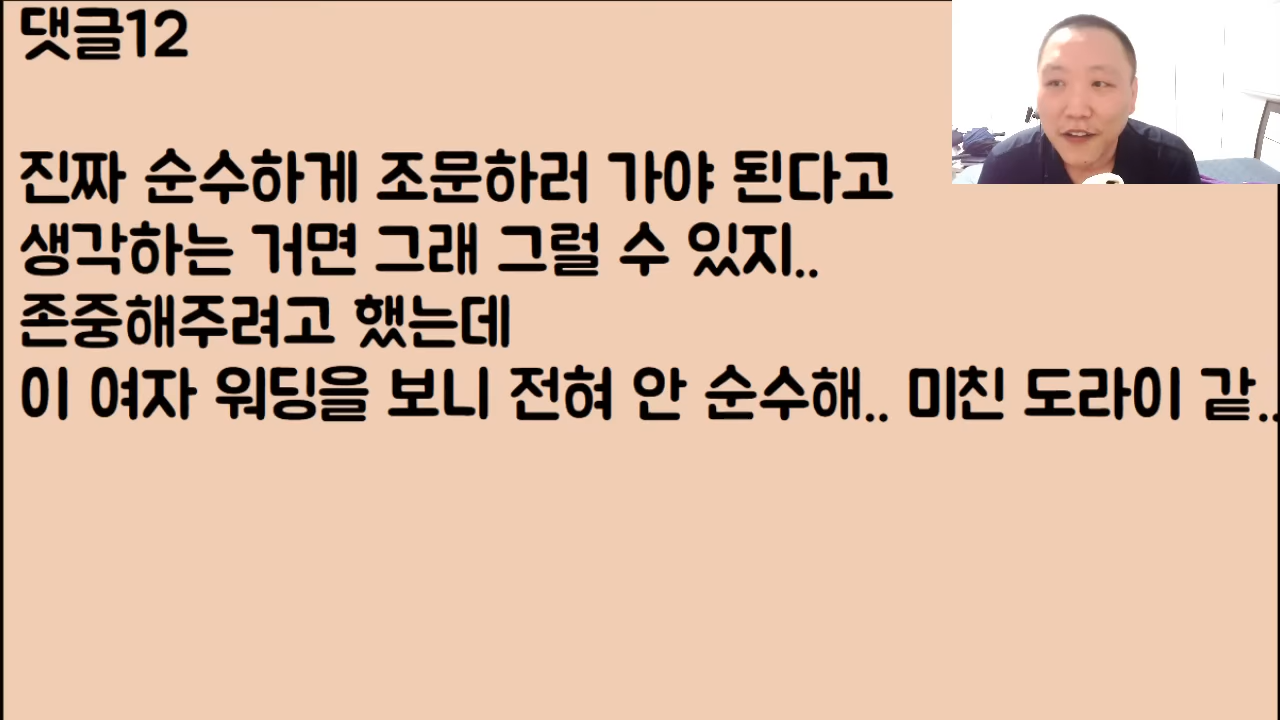 댓글12
진짜 순수하게 조문하러 가야 된다고
생각하는 거면 그래 그럴 수 있지..
존중해주려고 했는데
이 여자 워딩을 보니 전혀 안 순수해.. 미친 도라이 같..